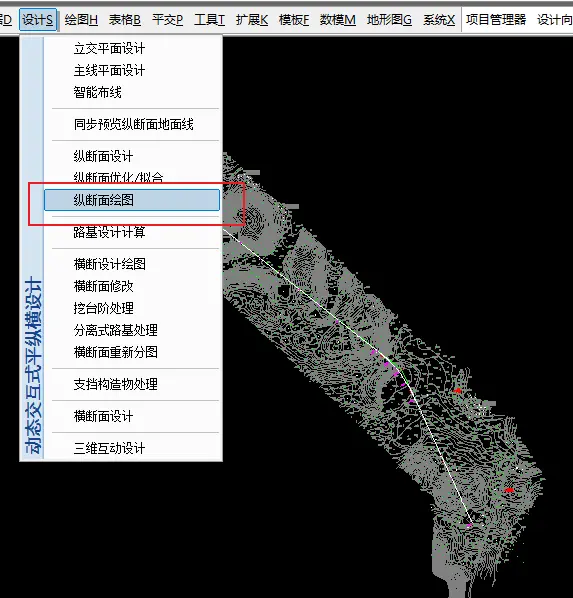 D 设计S 绘图H 表格B 平交P 工具T 扩展K 模板F 数模M 地形图G 系统X 项目管理器 设计向
立交平面设计
主线平面设计
智能布线
同步预览纵断面地面线
纵断面设计
纵断面优化/拟合
纵断面绘图
路基设计计算
横断设计绘图
横断面修改
挖台阶处理
分离式路基处理
横断面重新分图
支挡构造物处理
横断面设计
三维互动设计
动态交互式平纵横设计